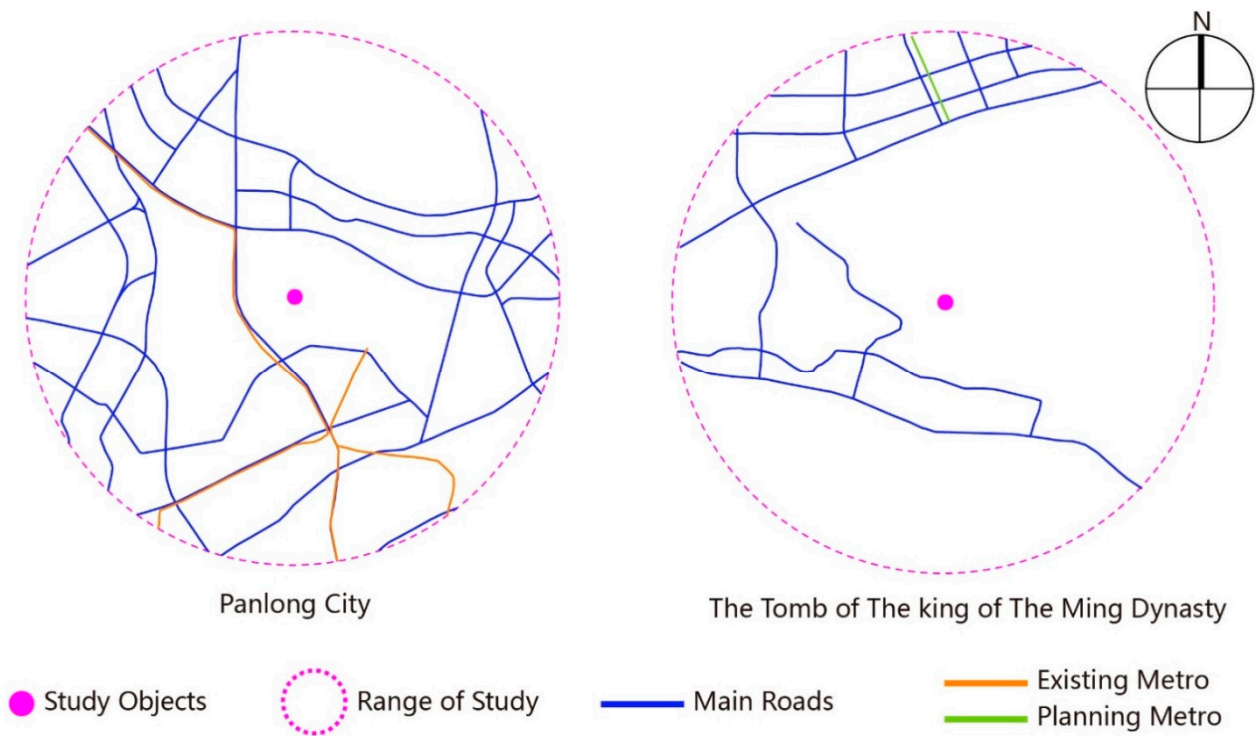 N
Panlong City
The Tomb of The king of The Ming Dynasty
Study Objects
Range of Study
Main Roads
Existing Metro
Planning Metro